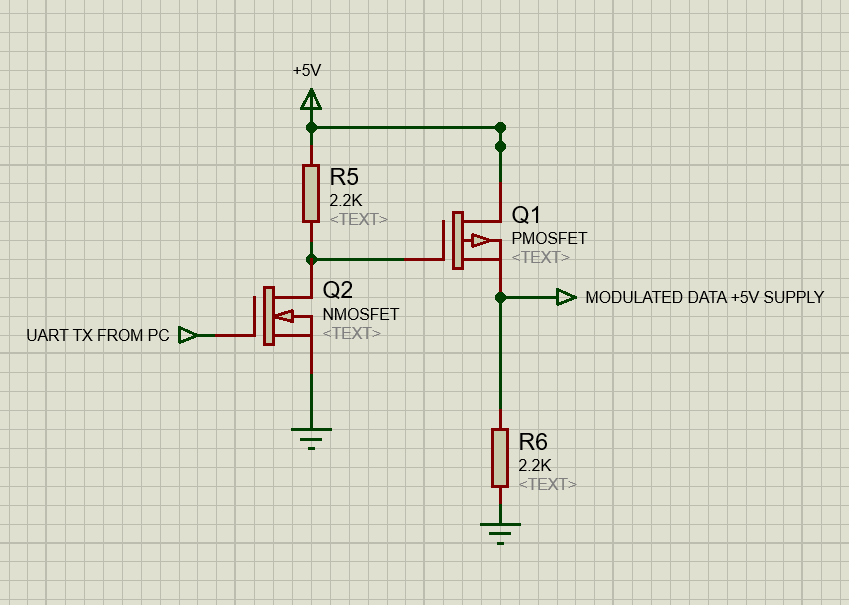 +5V
R5
2.2K
<TEXT>
Q1
PMOSFET
<TEXT>
Q2
NMOSFET
<TEXT>
MODULATED DATA +5V SUPPLY
UART TX FROM PC
R6
2.2K
<TEXT>